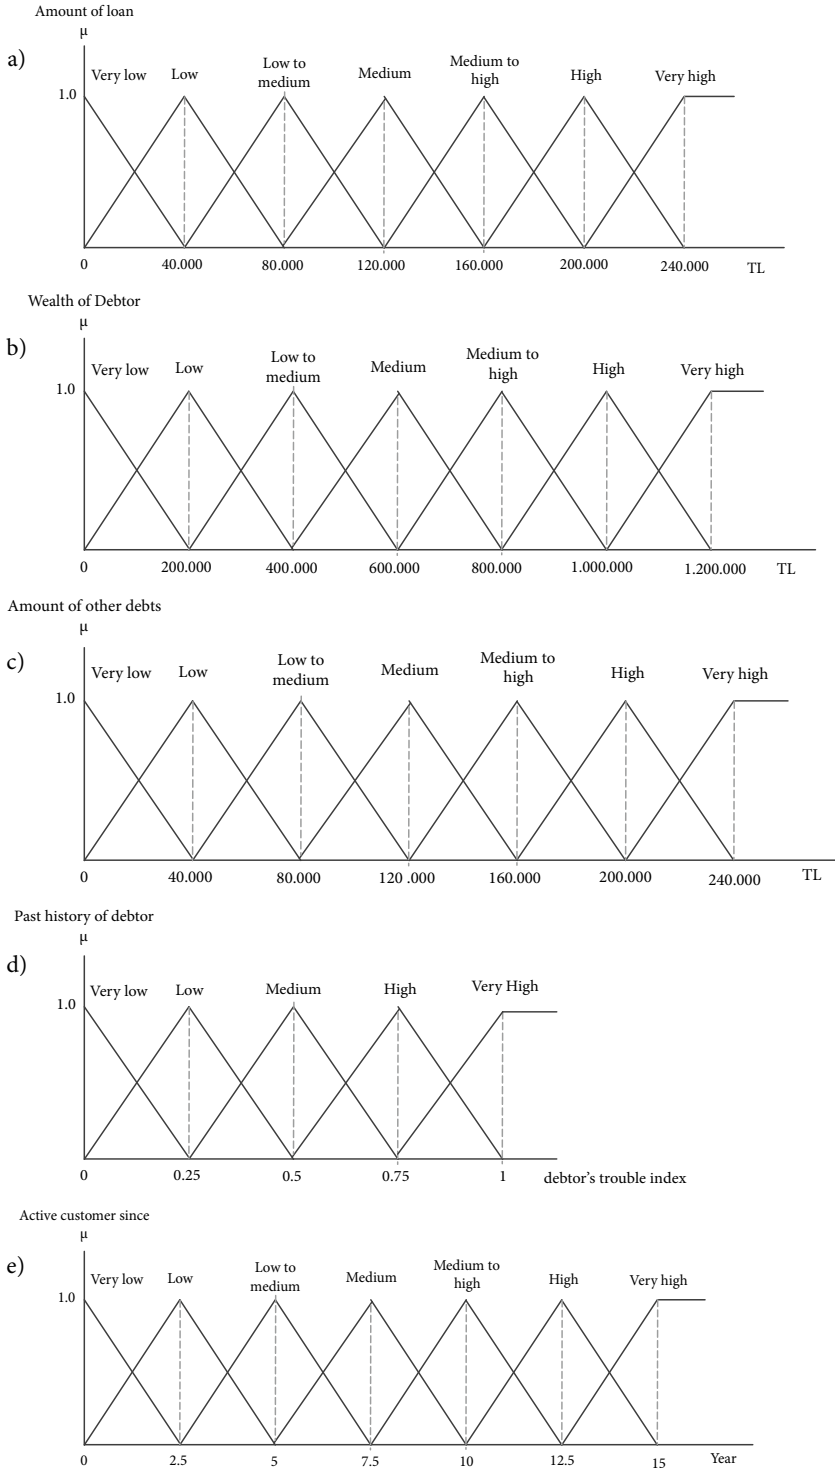 Amount of loan
μ
a)
Very low Low Low to medium Medium Medium to high High Very high
1.0
0 40.000 80.000 120.000 160.000 200.000 240.000 TL
Wealth of Debtor
μ
b)
Very low Low Low to medium Medium Medium to high High Very high
1.0
0 200.000 400.000 600.000 800.000 1.000.000 1.200.000 TL
Amount of other debts
μ
c)
Very low Low Low to medium Medium Medium to high High Very high
1.0
0 40.000 80.000 120 .000 160.000 200.000 240.000 TL
Past history of debtor
μ
d)
Very low Low Medium High Very High
1.0
0 0.25 0.5 0.75 1 debtor's trouble index
Active customer since
μ
e)
Very low Low Low to medium Medium Medium to high High Very high
1.0
0 2.5 5 7.5 10 12.5 15 Year